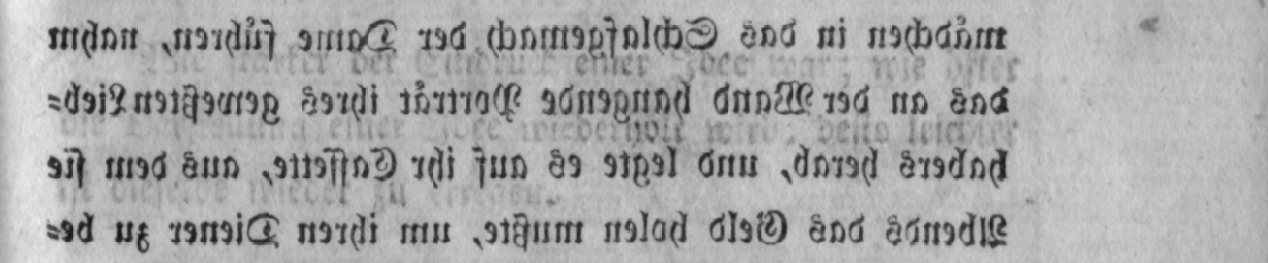 mädchen in das Schlafgemach der Dame führen, nahm
das an der Wand hangende Porträt ihres gewesten Lieb⸗
habers herab, und legte es auf ihr Cassette, aus dem sie
Abends das Geld holen mußte, um ihren Diener zu be⸗